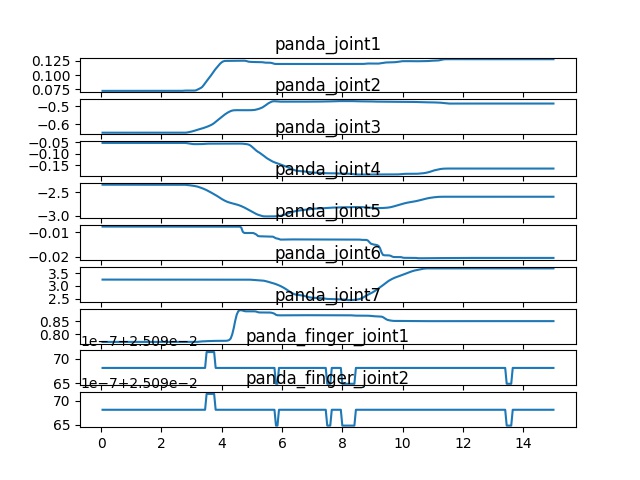 panda_joint1
0.125
0.100
0.075
panda_joint2
−0.5
−0.6
panda_joint3
−0.05
−0.10
−0.15
panda_joint4
−2.5
−3.0
panda_joint5
−0.01
−0.02
panda_joint6
3.5
3.0
2.5
panda_joint7
0.85
0.80
panda_finger_joint1
1e−7+2.509e−2
70
65
panda_finger_joint2
1e−7+2.509e−2
70
65
0 2 4 6 8 10 12 14